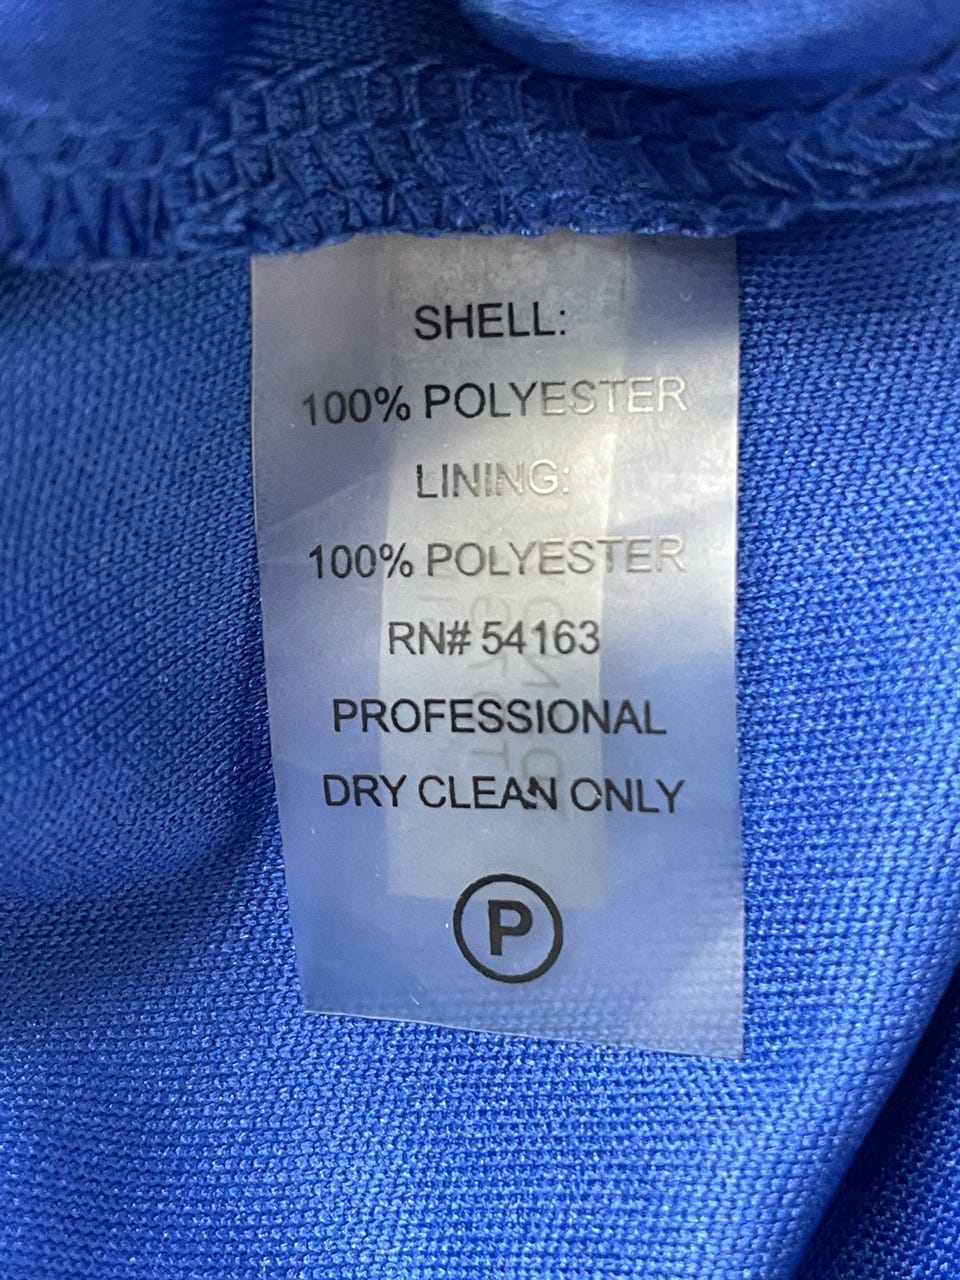 SHELL:
100% POLYESTER
LINING:
100% POLYESTER
RN# 54163
PROFESSIONAL
DRY CLEAN ONLY
P